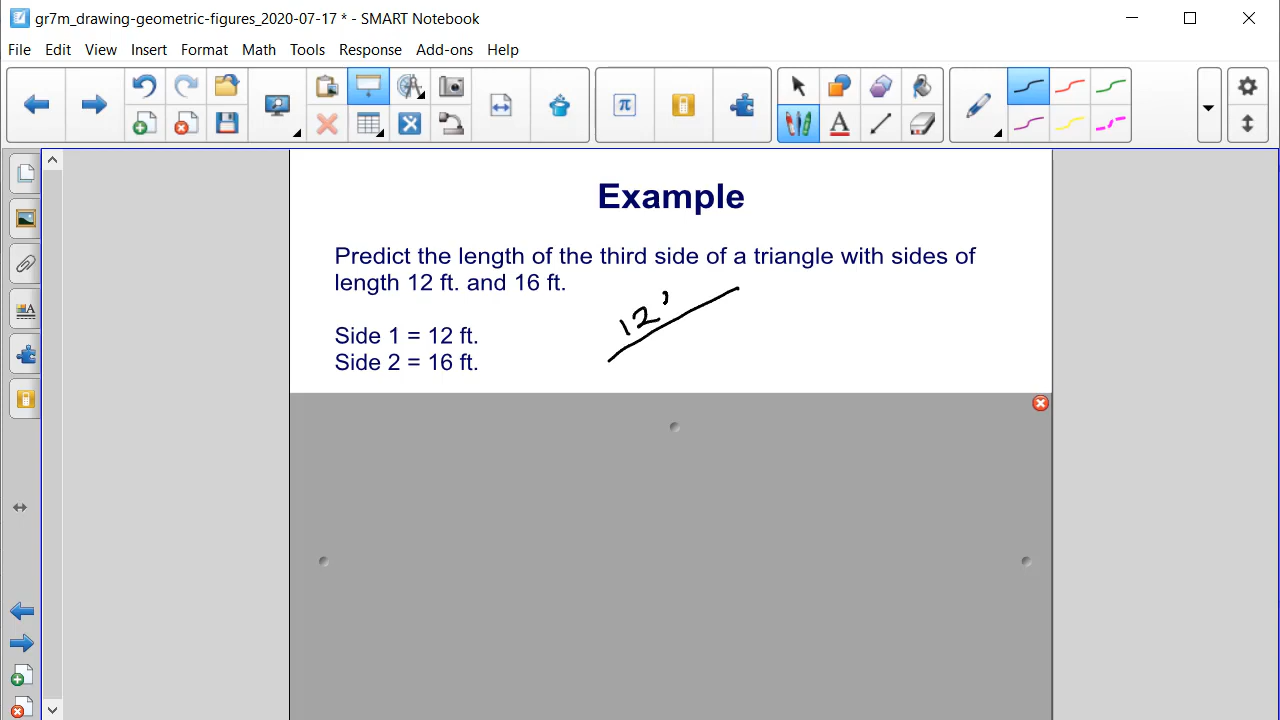 gr7m_drawing-geometric-figures_2020-07-17 * - SMART Notebook
File Edit View Insert Format Math Tools Response Add-ons Help
π
A
Example
Predict the length of the third side of a triangle with sides of
length 12 ft. and 16 ft.
12'
Side 1 = 12 ft.
Side 2 = 16 ft.